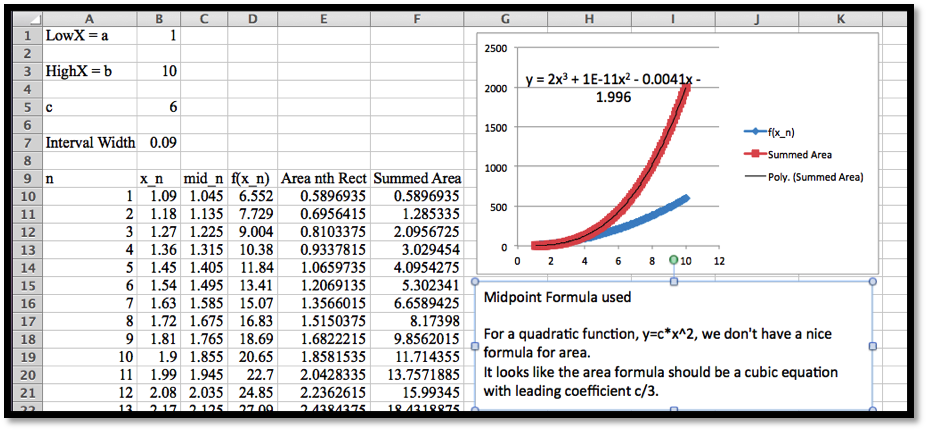 A B C D E F G H I J K
1 LowX = a 1
2
3 HighX = b 10
4
5 c 6
6
7 Interval Width 0.09
8
9 n x_n mid_n f(x_n) Area nth Rect Summed Area
10 1 1.09 1.045 6.552 0.5896935 0.5896935
11 2 1.18 1.135 7.729 0.6956415 1.285335
12 3 1.27 1.225 9.004 0.8103375 2.0956725
13 4 1.36 1.315 10.38 0.9337815 3.029454
14 5 1.45 1.405 11.84 1.0659735 4.0954275
15 6 1.54 1.495 13.41 1.2069135 5.302341
16 7 1.63 1.585 15.07 1.3566015 6.6589425
17 8 1.72 1.675 16.83 1.5150375 8.17398
18 9 1.81 1.765 18.69 1.6822215 9.8562015
19 10 1.9 1.855 20.65 1.8581535 11.714355
20 11 1.99 1.945 22.7 2.0428335 13.7571885
21 12 2.08 2.035 24.85 2.2362615 15.99345
22 13 2.17 2.125 27.09 2.4384375 18.4318875
2500
2000
1500
1000
500
0
0 2 4 6 8 10 12
y = 2x³ + 1E-11x² - 0.0041x -
1.996
f(x_n)
Summed Area
Poly. (Summed Area)
Midpoint Formula used
For a quadratic function, y=c*x^2, we don't have a nice
formula for area.
It looks like the area formula should be a cubic equation
with leading coefficient c/3.